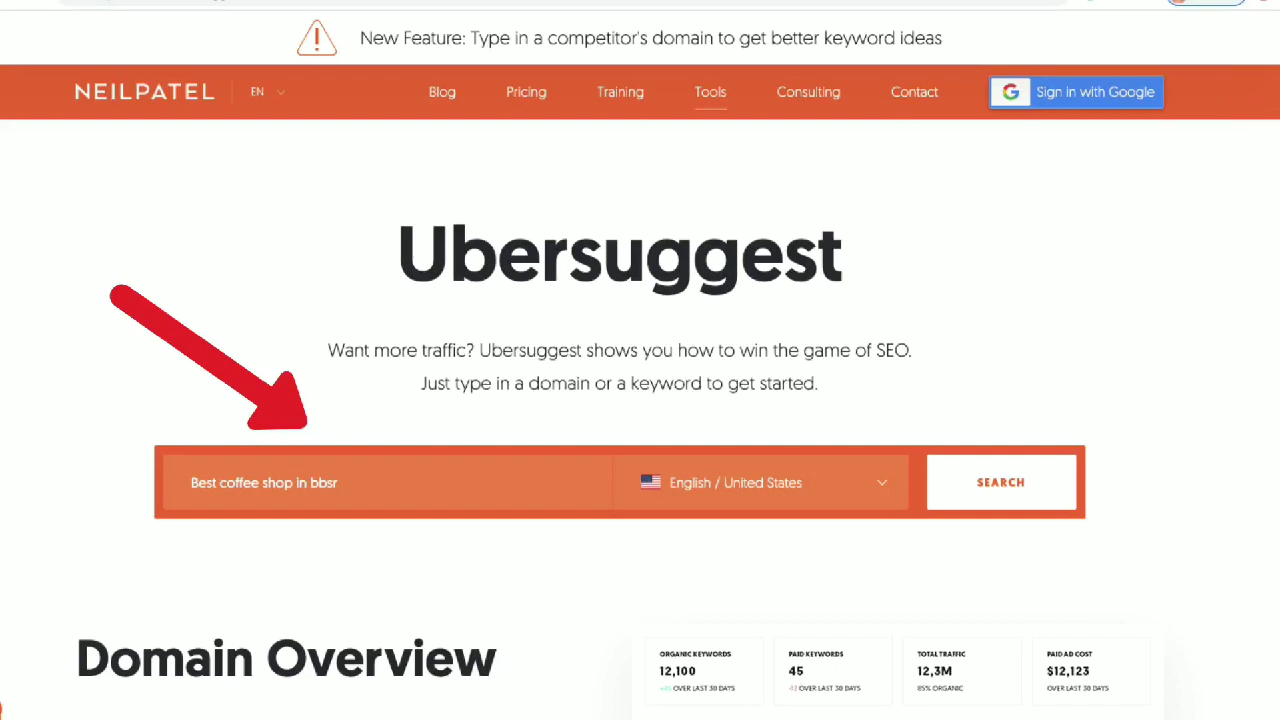 New Feature: Type in a competitor's domain to get better keyword ideas
NEILPATEL EN Blog Pricing Training Tools Consulting Contact Sign in with Google
Ubersuggest
Want more traffic? Ubersuggest shows you how to win the game of SEO.
Just type in a domain or a keyword to get started.
Best coffee shop in bbsr English / United States SEARCH
Domain Overview
ORGANIC KEYWORDS PAID KEYWORDS TOTAL TRAFFIC PAID AD COST
12,100 45 12,3M $12,123
OVER LAST 30 DAYS OVER LAST 30 DAYS 85% ORGANIC OVER LAST 30 DAYS